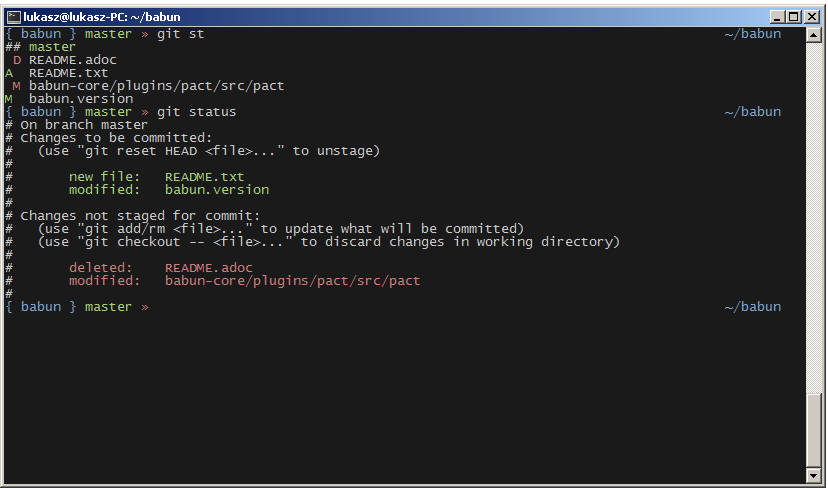 lukasz@lukasz-PC: ~/babun
{ babun } master » git st ~/babun
## master
 D README.adoc
A  README.txt
 M babun-core/plugins/pact/src/pact
M  babun.version
{ babun } master » git status ~/babun
# On branch master
# Changes to be committed:
#   (use "git reset HEAD <file>..." to unstage)
#
#       new file:   README.txt
#       modified:   babun.version
#
# Changes not staged for commit:
#   (use "git add/rm <file>..." to update what will be committed)
#   (use "git checkout -- <file>..." to discard changes in working directory)
#
#       deleted:    README.adoc
#       modified:   babun-core/plugins/pact/src/pact
#
{ babun } master » ~/babun